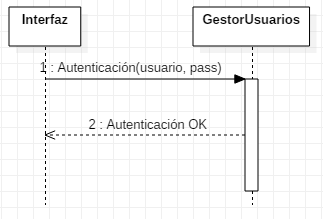 Interfaz
GestorUsuarios
1 : Autenticación(usuario, pass)
2 : Autenticación OK